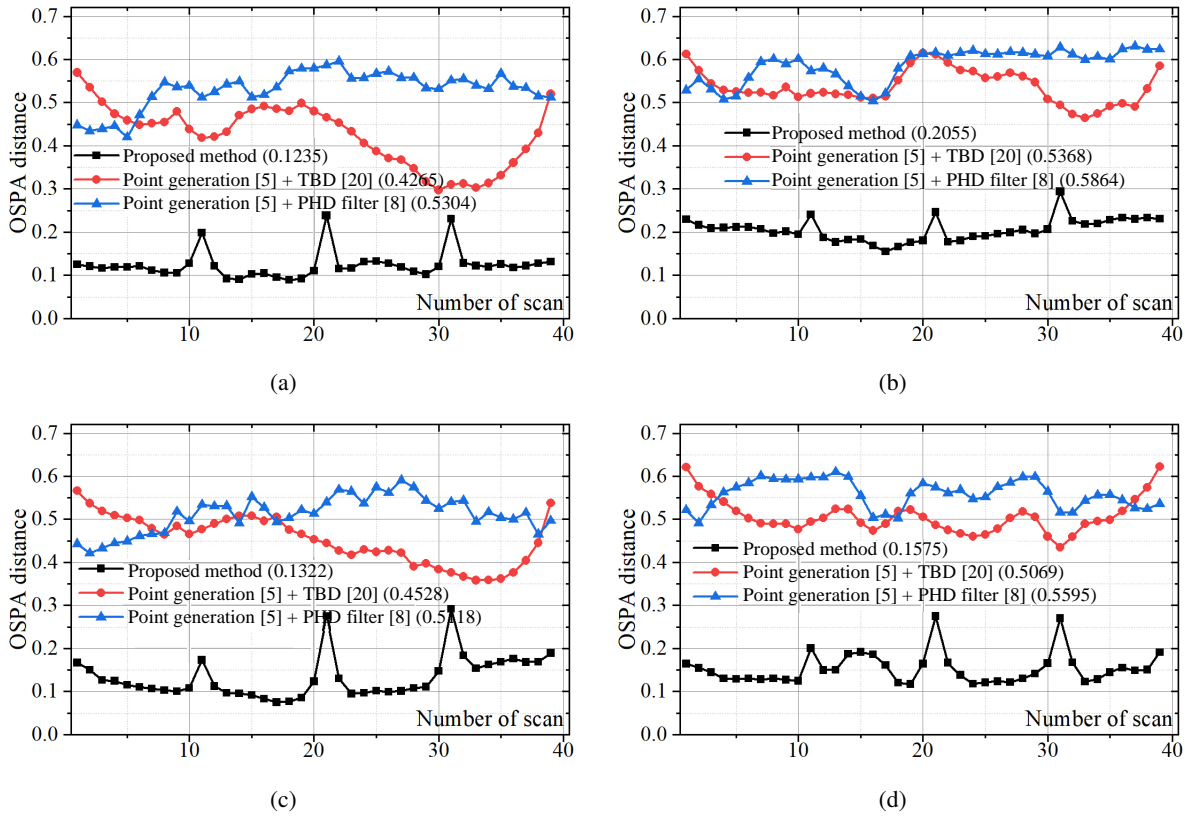 0.7
0.6
0.5
0.4
0.3
0.2
0.1
0.0
OSPA distance
Proposed method (0.1235)
Point generation [5] + TBD [20] (0.4265)
Point generation [5] + PHD filter [8] (0.5304)
Number of scan
10 20 30 40
(a)
0.7
0.6
0.5
0.4
0.3
0.2
0.1
0.0
OSPA distance
Proposed method (0.2055)
Point generation [5] + TBD [20] (0.5368)
Point generation [5] + PHD filter [8] (0.5864)
Number of scan
10 20 30 40
(b)
0.7
0.6
0.5
0.4
0.3
0.2
0.1
0.0
OSPA distance
Proposed method (0.1322)
Point generation [5] + TBD [20] (0.4528)
Point generation [5] + PHD filter [8] (0.5118)
Number of scan
10 20 30 40
(c)
0.7
0.6
0.5
0.4
0.3
0.2
0.1
0.0
OSPA distance
Proposed method (0.1575)
Point generation [5] + TBD [20] (0.5069)
Point generation [5] + PHD filter [8] (0.5595)
Number of scan
10 20 30 40
(d)